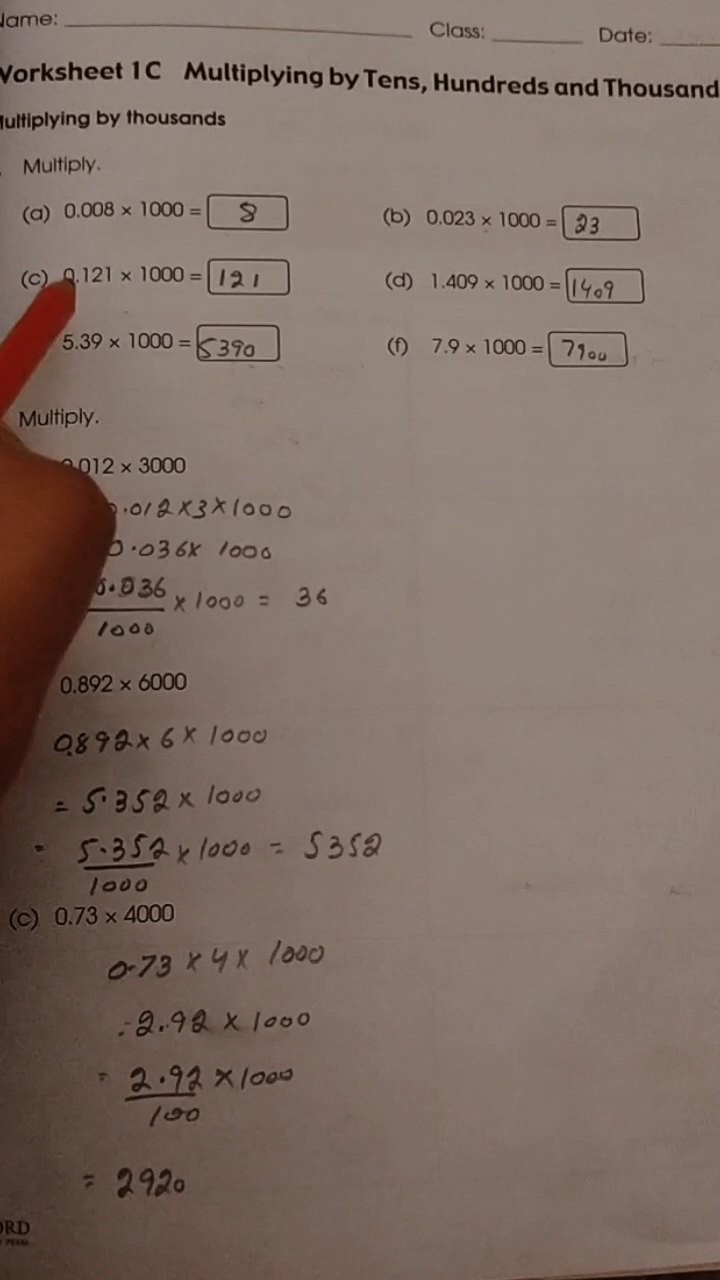 Name: Class: Date:
Worksheet 1C Multiplying by Tens, Hundreds and Thousand
Multiplying by thousands
Multiply.
(a) 0.008 × 1000 = 8 (b) 0.023 × 1000 = 23
(c) 0.121 × 1000 = 121 (d) 1.409 × 1000 = 1409
5.39 × 1000 = 5390 (f) 7.9 × 1000 = 7900
Multiply.
0.012 × 3000
0.012 × 3 × 1000
0.036 × 1000
0.036 × 1000 = 36
1000
0.892 × 6000
0.892 × 6 × 1000
= 5.352 × 1000
= 5.352 × 1000 = 5352
1000
(c) 0.73 × 4000
0.73 × 4 × 1000
= 2.92 × 1000
= 2.92 × 1000
100
= 2920
ORD